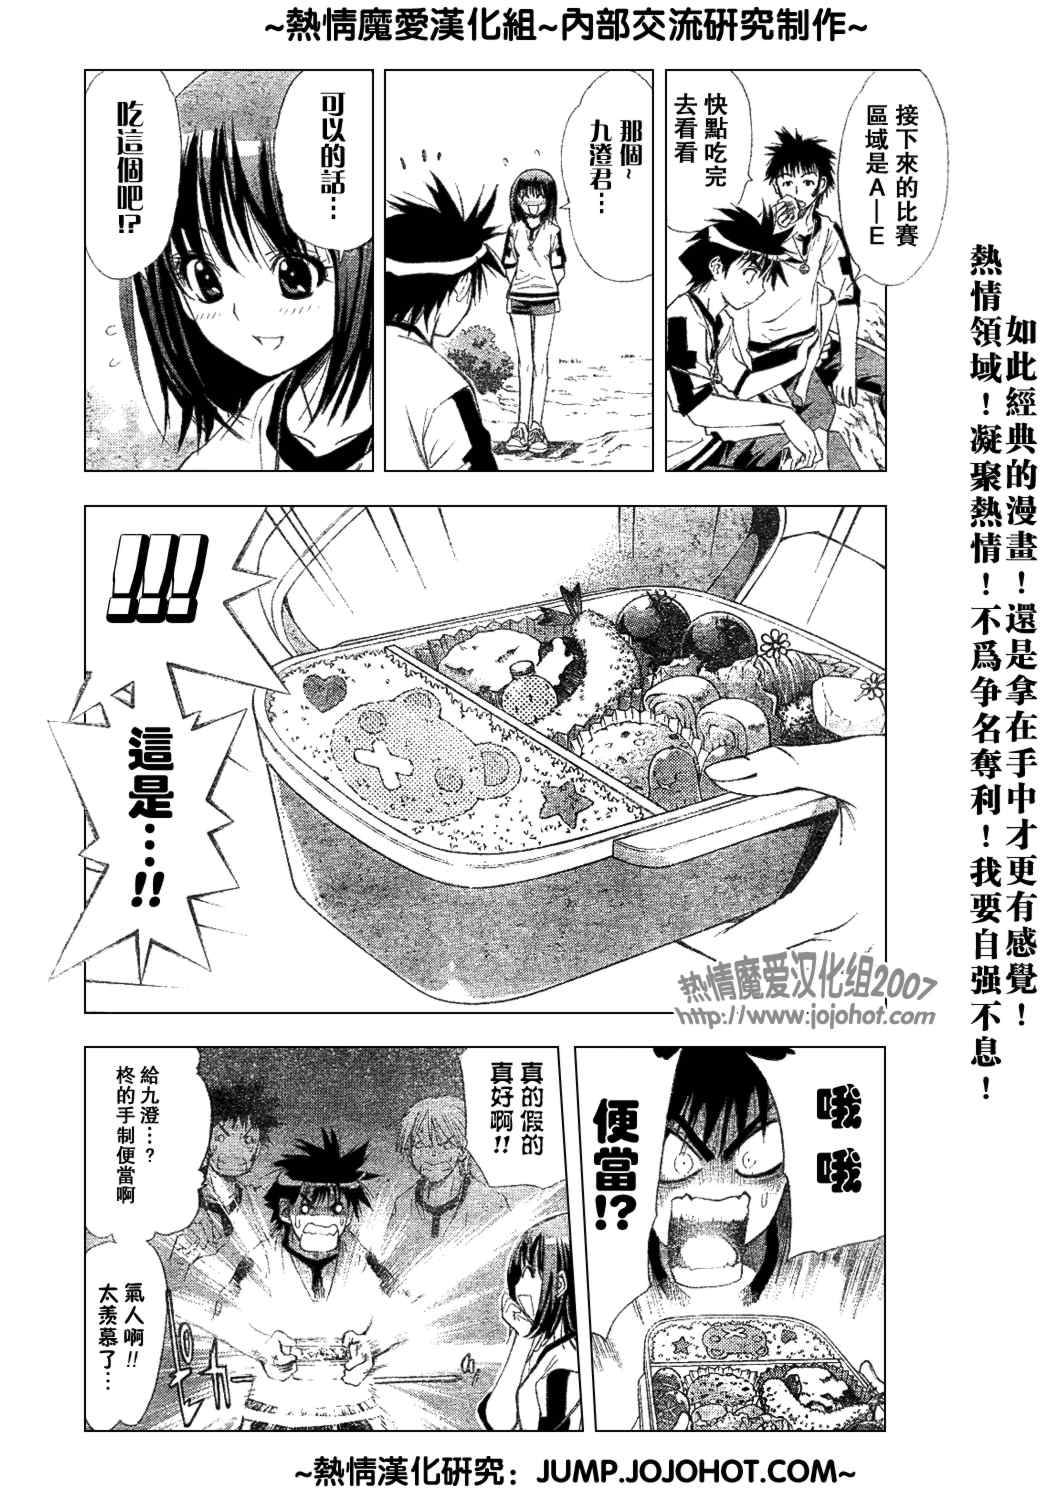 ~熱情魔愛漢化組~內部交流研究制作~
接下來的比賽
區域是A—E
快點吃完
去看看
那個~
九澄君…
可以的話…
吃這個吧!?
如此經典的漫畫！還是拿在手中才更有感覺！
熱情領域！凝聚熱情！不爲争名奪利！我要自强不息！
!!!
這是…!!
熱情魔爱汉化组2007
http://www.jojohot.com
哦
哦
便當!?
真的假的
真好啊!!
給九澄…?
柊的手制便當啊
氣人啊!!
太羨慕了…
~熱情漢化研究：JUMP.JOJOHOT.COM~